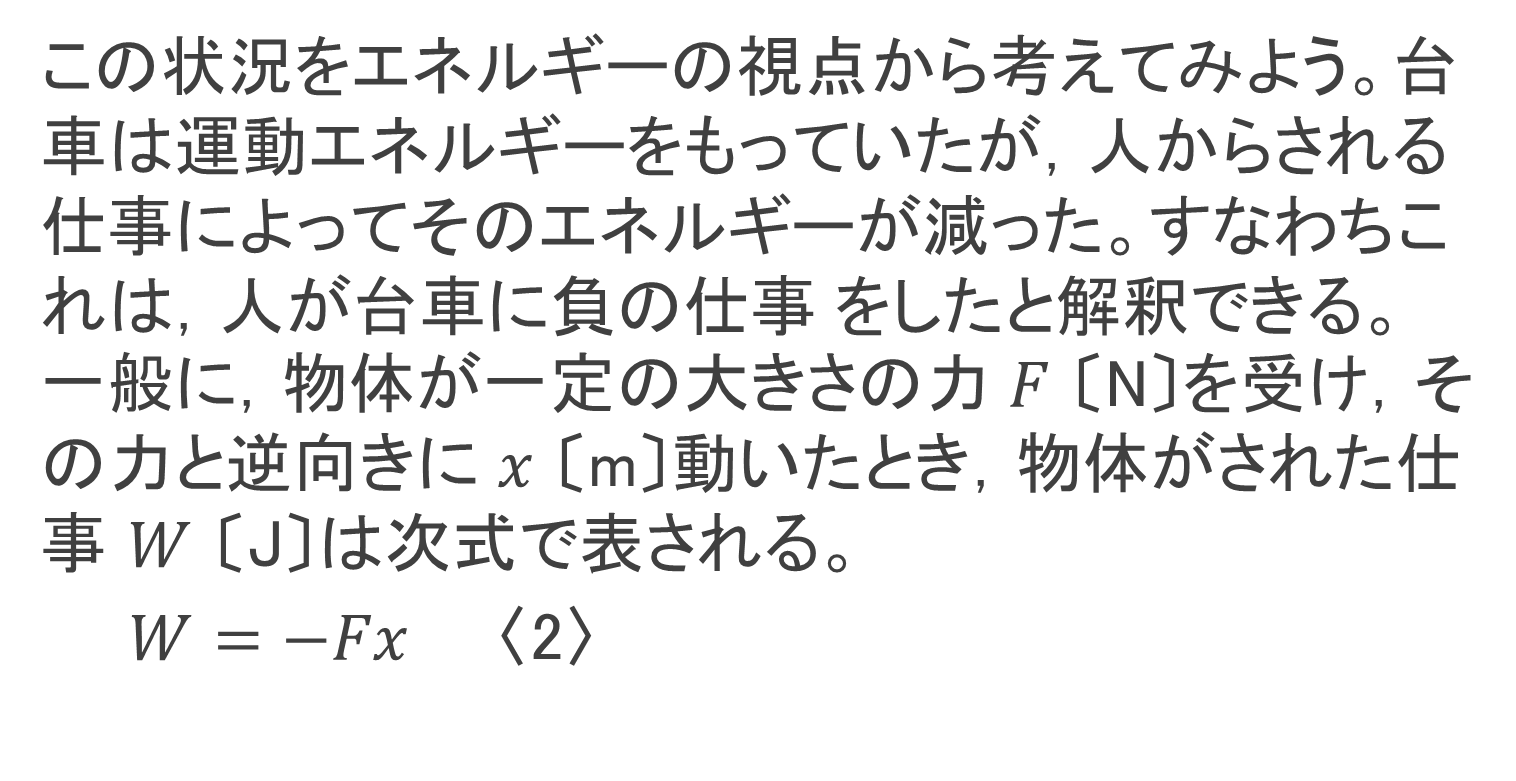 この状況をエネルギーの視点から考えてみよう。台
車は運動エネルギーをもっていたが，人からされる
仕事によってそのエネルギーが減った。すなわちこ
れは，人が台車に負の仕事 をしたと解釈できる。
一般に，物体が一定の大きさの力 F〔N〕を受け，そ
の力と逆向きに x〔m〕動いたとき，物体がされた仕
事 W〔J〕は次式で表される。
W = −Fx 〈2〉